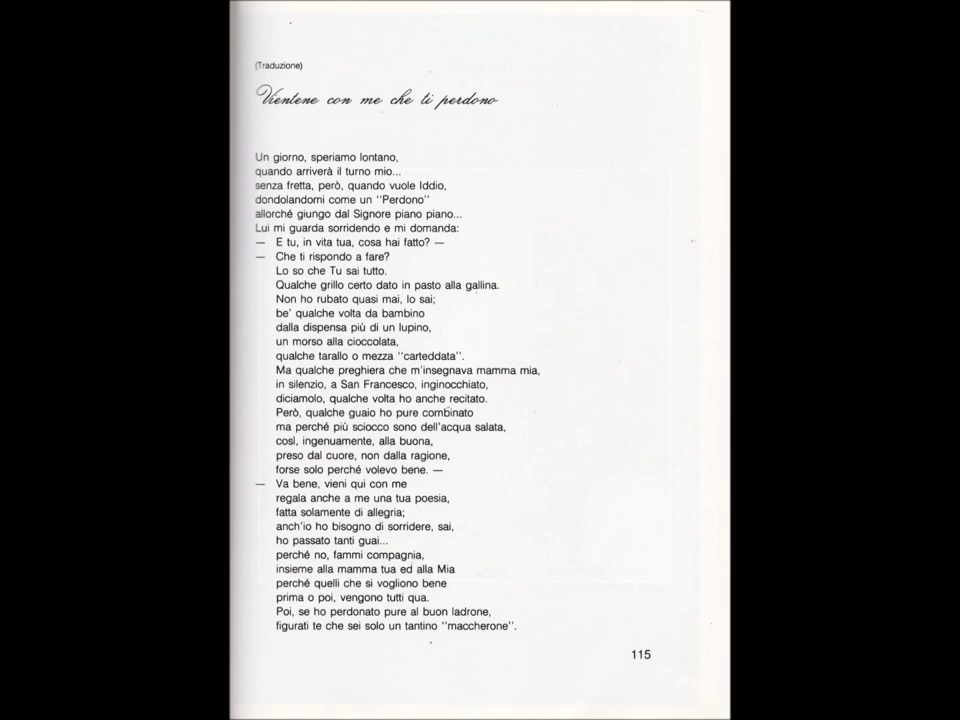 (Traduzione)
Vientene con me che ti perdono
Un giorno, speriamo lontano,
quando arriverà il turno mio...
senza fretta, però, quando vuole Iddio,
dondolandomi come un "Perdono"
allorché giungo dal Signore piano piano...
Lui mi guarda sorridendo e mi domanda:
— E tu, in vita tua, cosa hai fatto? —
— Che ti rispondo a fare?
Lo so che Tu sai tutto.
Qualche grillo certo dato in pasto alla gallina.
Non ho rubato quasi mai, lo sai;
be' qualche volta da bambino
dalla dispensa più di un lupino,
un morso alla cioccolata,
qualche tarallo o mezza "carteddata".
Ma qualche preghiera che m'insegnava mamma mia,
in silenzio, a San Francesco, inginocchiato,
diciamolo, qualche volta ho anche recitato.
Però, qualche guaio ho pure combinato
ma perché più sciocco sono dell'acqua salata,
così, ingenuamente, alla buona,
preso dal cuore, non dalla ragione,
forse solo perché volevo bene. —
— Va bene, vieni qui con me
regala anche a me una tua poesia,
fatta solamente di allegria;
anch'io ho bisogno di sorridere, sai,
ho passato tanti guai...
perché no, fammi compagnia,
insieme alla mamma tua ed alla Mia
perché quelli che si vogliono bene
prima o poi, vengono tutti qua.
Poi, se ho perdonato pure al buon ladrone,
figurati te che sei solo un tantino "maccherone".
115